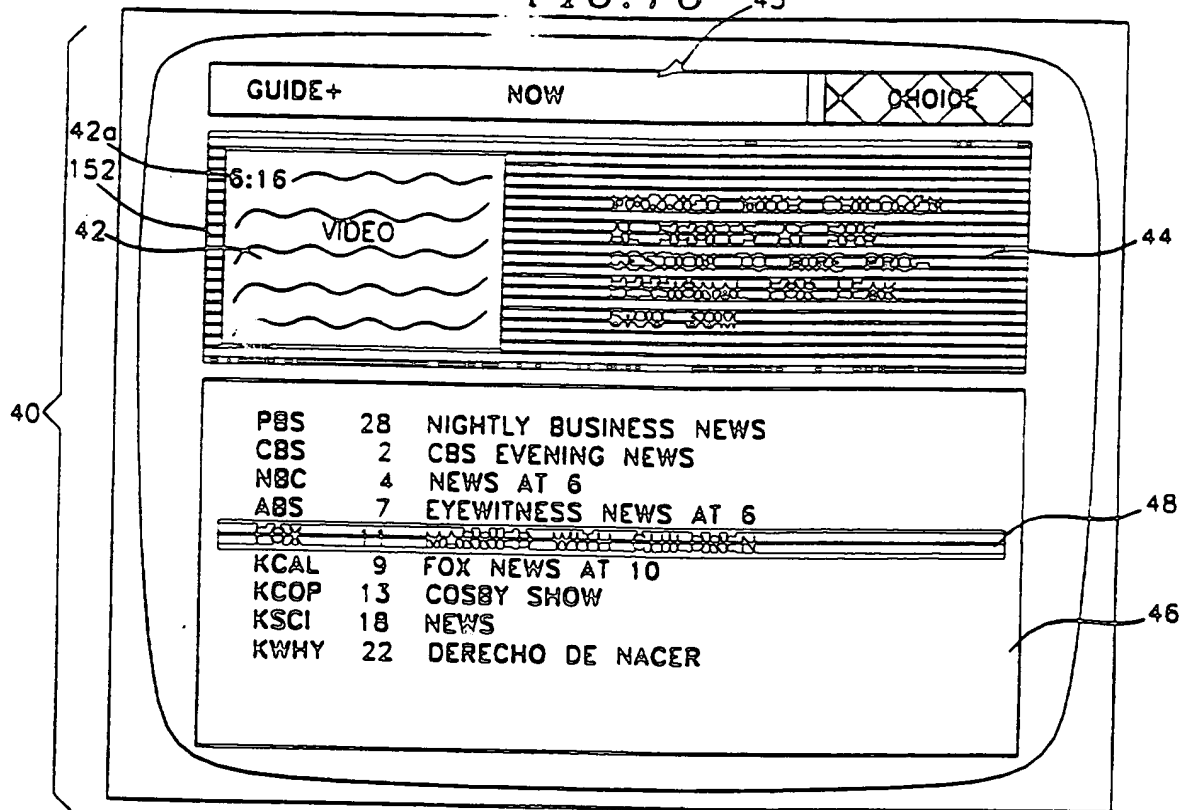 GUIDE+ NOW CHOICE
42a
6:16
152
VIDEO
42
44
40
PBS 28 NIGHTLY BUSINESS NEWS
CBS 2 CBS EVENING NEWS
NBC 4 NEWS AT 6
ABS 7 EYEWITNESS NEWS AT 6
48
KCAL 9 FOX NEWS AT 10
KCOP 13 COSBY SHOW
KSCI 18 NEWS
46
KWHY 22 DERECHO DE NACER